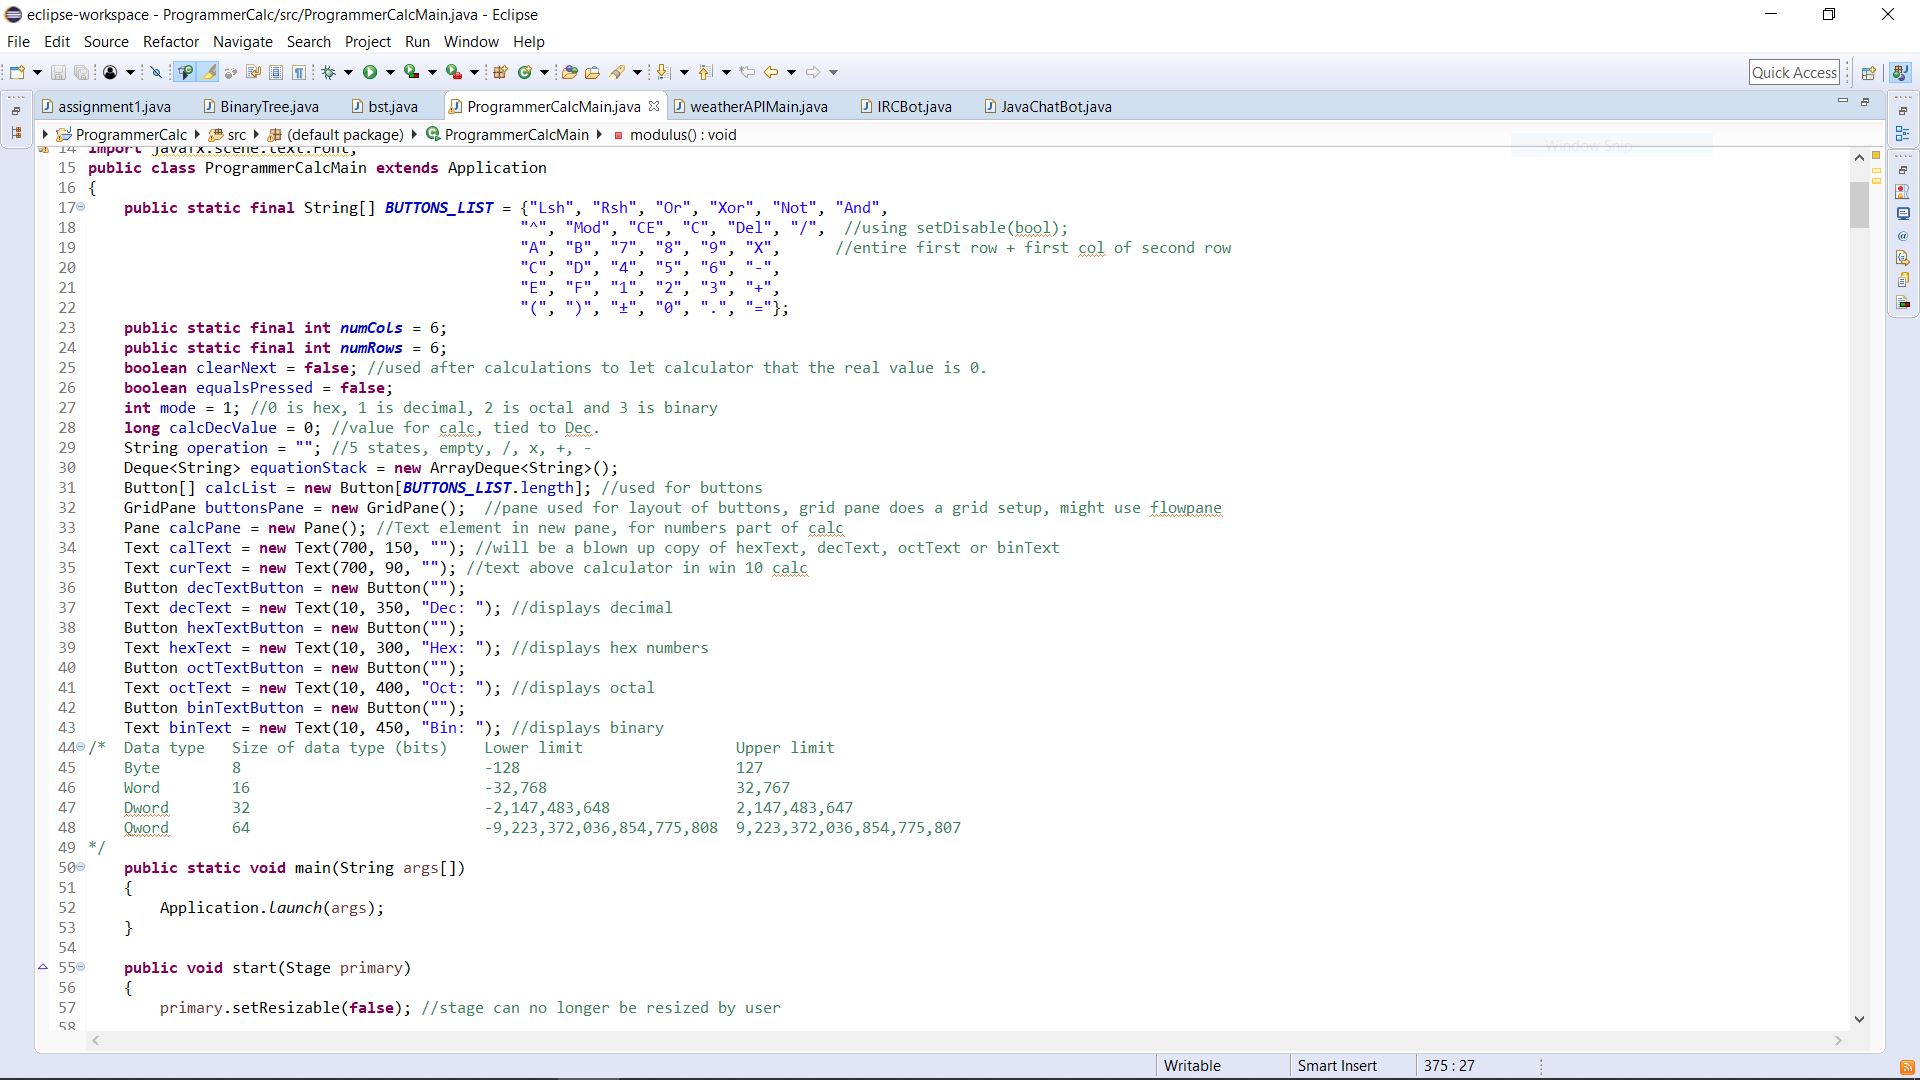 eclipse-workspace - ProgrammerCalc/src/ProgrammerCalcMain.java - Eclipse
File Edit Source Refactor Navigate Search Project Run Window Help
Quick Access
assignment1.java BinaryTree.java bst.java ProgrammerCalcMain.java weatherAPIMain.java IRCBot.java JavaChatBot.java
ProgrammerCalc src (default package) ProgrammerCalcMain modulus() : void
Window Snip
14 import javafx.scene.text.Font;
15 public class ProgrammerCalcMain extends Application
16 {
17 public static final String[] BUTTONS_LIST = {"Lsh", "Rsh", "Or", "Xor", "Not", "And",
18 "^", "Mod", "CE", "C", "Del", "/", //using setDisable(bool);
19 "A", "B", "7", "8", "9", "X", //entire first row + first col of second row
20 "C", "D", "4", "5", "6", "-",
21 "E", "F", "1", "2", "3", "+",
22 "(", ")", "±", "0", ".", "="};
23 public static final int numCols = 6;
24 public static final int numRows = 6;
25 boolean clearNext = false; //used after calculations to let calculator that the real value is 0.
26 boolean equalsPressed = false;
27 int mode = 1; //0 is hex, 1 is decimal, 2 is octal and 3 is binary
28 long calcDecValue = 0; //value for calc, tied to Dec.
29 String operation = ""; //5 states, empty, /, x, +, -
30 Deque<String> equationStack = new ArrayDeque<String>();
31 Button[] calcList = new Button[BUTTONS_LIST.length]; //used for buttons
32 GridPane buttonsPane = new GridPane(); //pane used for layout of buttons, grid pane does a grid setup, might use flowpane
33 Pane calcPane = new Pane(); //Text element in new pane, for numbers part of calc
34 Text calText = new Text(700, 150, ""); //will be a blown up copy of hexText, decText, octText or binText
35 Text curText = new Text(700, 90, ""); //text above calculator in win 10 calc
36 Button decTextButton = new Button("");
37 Text decText = new Text(10, 350, "Dec: "); //displays decimal
38 Button hexTextButton = new Button("");
39 Text hexText = new Text(10, 300, "Hex: "); //displays hex numbers
40 Button octTextButton = new Button("");
41 Text octText = new Text(10, 400, "Oct: "); //displays octal
42 Button binTextButton = new Button("");
43 Text binText = new Text(10, 450, "Bin: "); //displays binary
44 /* Data type Size of data type (bits) Lower limit Upper limit
45 Byte 8 -128 127
46 Word 16 -32,768 32,767
47 Dword 32 -2,147,483,648 2,147,483,647
48 Qword 64 -9,223,372,036,854,775,808 9,223,372,036,854,775,807
49 */
50 public static void main(String args[])
51 {
52 Application.launch(args);
53 }
54
55 public void start(Stage primary)
56 {
57 primary.setResizable(false); //stage can no longer be resized by user
58
Writable Smart Insert 375 : 27